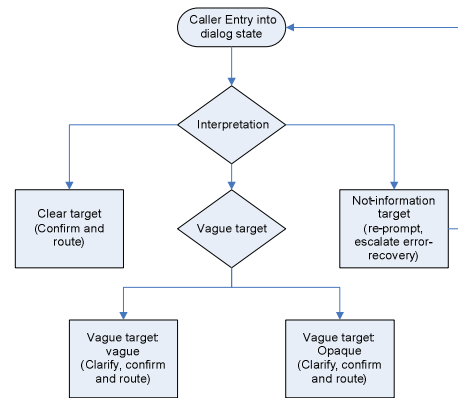 Caller Entry into
dialog state
Interpretation
Clear target
(Confirm and
route)
Vague target
Not-information
target
(re-prompt,
escalate error-
recovery)
Vague target:
vague
(Clarify, confirm
and route)
Vague target:
Opaque
(Clarify, confirm
and route)